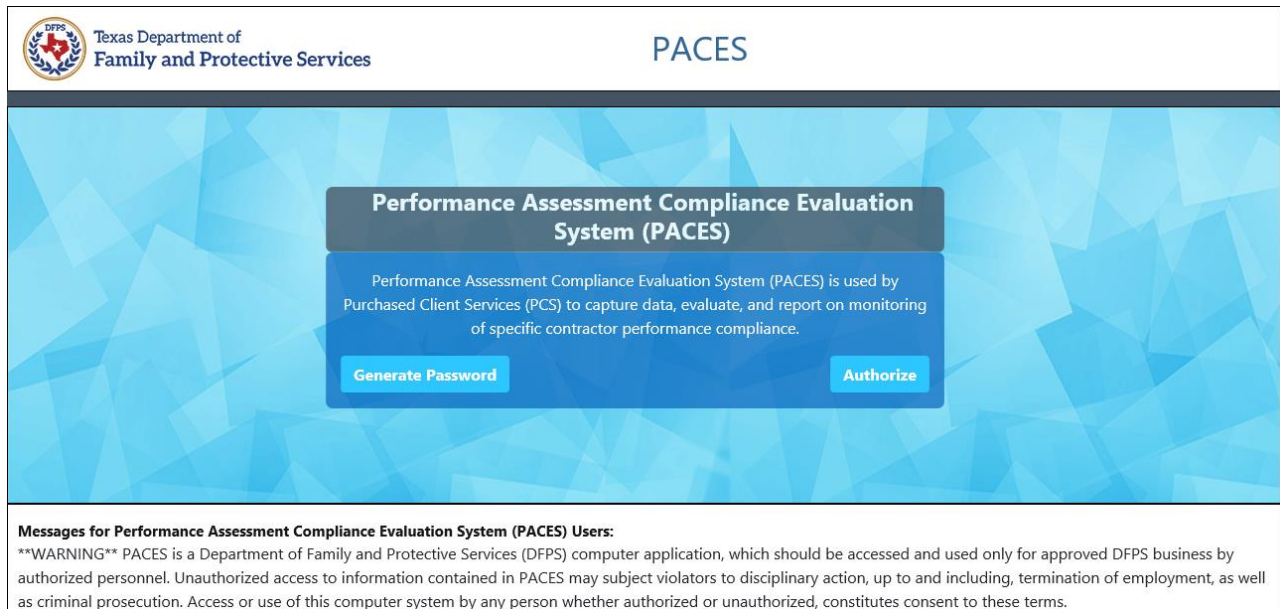 DFPS
Texas Department of
Family and Protective Services
PACES
Performance Assessment Compliance Evaluation
System (PACES)
Performance Assessment Compliance Evaluation System (PACES) is used by
Purchased Client Services (PCS) to capture data, evaluate, and report on monitoring
of specific contractor performance compliance.
Generate Password
Authorize
Messages for Performance Assessment Compliance Evaluation System (PACES) Users:
**WARNING** PACES is a Department of Family and Protective Services (DFPS) computer application, which should be accessed and used only for approved DFPS business by
authorized personnel. Unauthorized access to information contained in PACES may subject violators to disciplinary action, up to and including, termination of employment, as well
as criminal prosecution. Access or use of this computer system by any person whether authorized or unauthorized, constitutes consent to these terms.